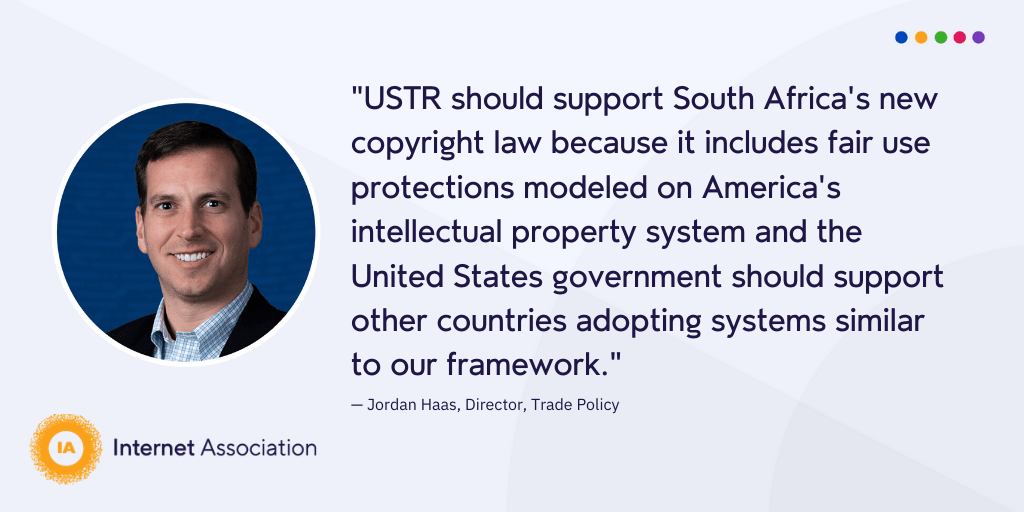 "USTR should support South Africa's new
copyright law because it includes fair use
protections modeled on America's
intellectual property system and the
United States government should support
other countries adopting systems similar
to our framework."
— Jordan Haas, Director, Trade Policy
IA
Internet Association